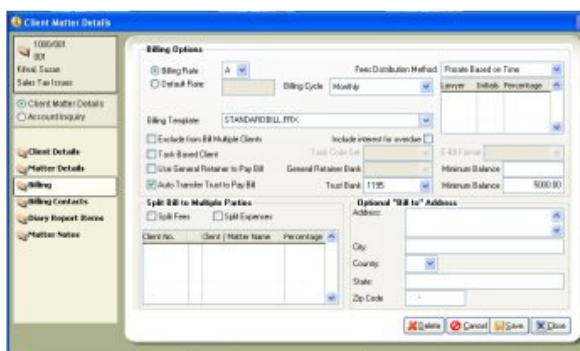 Client Matter Details
1000/001
001
Sales Tax Issues
Client Matter Details
Account Inquiry
Client Details
Matter Details
Billing
Billing Contacts
Diary Report Items
Matter Notes
Billing Options
Billing Rate A
Default Rate
Fees Distribution Method: Prorate Based on Time
Billing Cycle Monthly
Lawyer Initials Percentage
Billing Template STANDARDBILL.FRX
Exclude from Bill Multiple Clients
Include interest for overdue
Task-Based Client
Task Code Set
E-Bill Format
Use General Retainer to Pay Bill
General Retainer Bank
Minimum Balance
Auto Transfer Trust to Pay Bill
Trust Bank 1195
Minimum Balance 5000.00
Split Bill to Multiple Parties
Split Fees Split Expenses
Client No. Client / Matter Name Percentage
Optional "Bill to" Address
Address:
City:
Country:
State:
Zip Code -
Delete Cancel Save Close